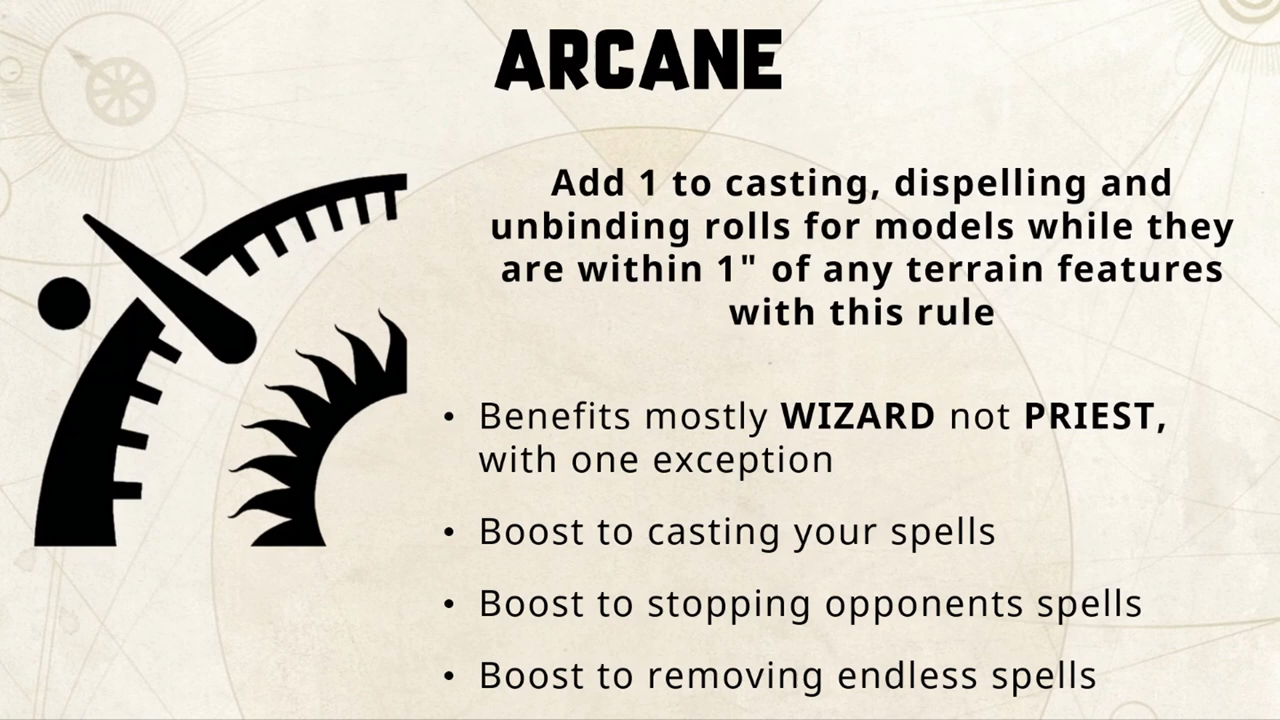 ARCANE
Add 1 to casting, dispelling and
unbinding rolls for models while they
are within 1" of any terrain features
with this rule
• Benefits mostly WIZARD not PRIEST,
with one exception
• Boost to casting your spells
• Boost to stopping opponents spells
• Boost to removing endless spells